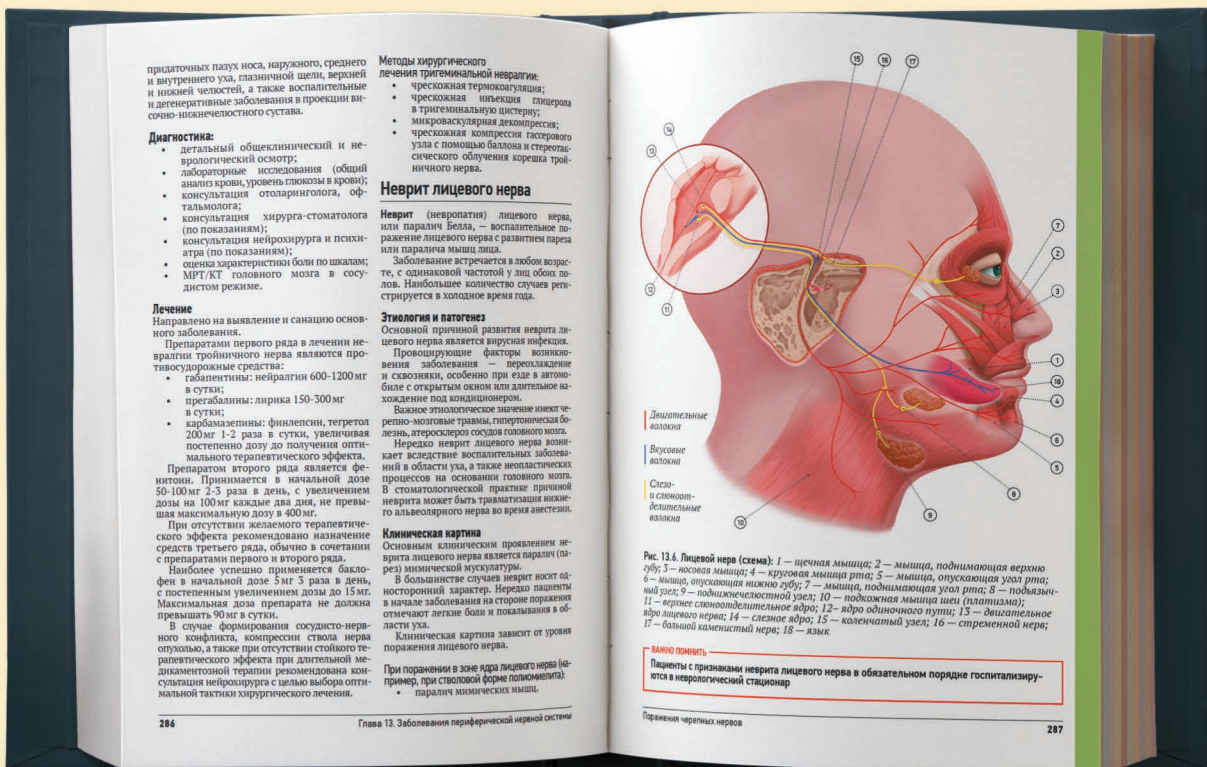 придаточных пазух носа, наружного, среднего
и внутреннего уха, глазничной щели, верхней
и нижней челюстей, а также воспалительные
и дегенеративные заболевания в проекции ви-
сочно-нижнечелюстного сустава.
Диагностика:
• детальный общеклинический и не-
врологический осмотр;
• лабораторные исследования (общий
анализ крови, уровень глюкозы в крови);
• консультация отоларинголога, оф-
тальмолога;
• консультация хирурга-стоматолога
(по показаниям);
• консультация нейрохирурга и психи-
атра (по показаниям);
• оценка характеристики боли по шкалам;
• МРТ/КТ головного мозга в сосу-
дистом режиме.
Лечение
Направлено на выявление и санацию основ-
ного заболевания.
Препаратами первого ряда в лечении не-
вралгии тройничного нерва являются про-
тивосудорожные средства:
• габапентины: нейралгин 600-1200 мг
в сутки;
• прегабалины: лирика 150-300 мг
в сутки;
• карбамазепины: финлепсин, тегретол
200 мг 1-2 раза в сутки, увеличивая
постепенно дозу до получения опти-
мального терапевтического эффекта.
Препаратом второго ряда является фе-
нитоин. Принимается в начальной дозе
50-100 мг 2-3 раза в день, с увеличением
дозы на 100 мг каждые два дня, не превы-
шая максимальную дозу в 400 мг.
При отсутствии желаемого терапевтиче-
ского эффекта рекомендовано назначение
средств третьего ряда, обычно в сочетании
с препаратами первого и второго ряда.
Наиболее успешно применяется бакло-
фен в начальной дозе 5 мг 3 раза в день,
с постепенным увеличением дозы до 15 мг.
Максимальная доза препарата не должна
превышать 90 мг в сутки.
В случае формирования сосудисто-нерв-
ного конфликта, компрессии ствола нерва
опухолью, а также при отсутствии стойкого те-
рапевтического эффекта при длительной ме-
дикаментозной терапии рекомендована кон-
сультация нейрохирурга с целью выбора опти-
мальной тактики хирургического лечения.
286
Методы хирургического
лечения тригеминальной невралгии:
• чрескожная термокоагуляция;
• чрескожная инъекция глицерола
в тригеминальную цистерну;
• микроваскулярная декомпрессия;
• чрескожная компрессия гассерового
узла с помощью баллона и стереотак-
сического облучения корешка трой-
ничного нерва.
Неврит лицевого нерва
Неврит (невропатия) лицевого нерва,
или паралич Белла, — воспалительное по-
ражение лицевого нерва с развитием пареза
или паралича мышц лица.
Заболевание встречается в любом возрас-
те, с одинаковой частотой у лиц обоих по-
лов. Наибольшее количество случаев реги-
стрируется в холодное время года.
Этиология и патогенез
Основной причиной развития неврита ли-
цевого нерва является вирусная инфекция.
Провоцирующие факторы возникно-
вения заболевания — переохлаждение
и сквозняки, особенно при езде в автомо-
биле с открытым окном или длительное на-
хождение под кондиционером.
Важное этиологическое значение имеют че-
репно-мозговые травмы, гипертоническая бо-
лезнь, атеросклероз сосудов головного мозга.
Нередко неврит лицевого нерва возни-
кает вследствие воспалительных заболева-
ний в области уха, а также неопластических
процессов на основании головного мозга.
В стоматологической практике причиной
неврита может быть травматизация нижне-
го альвеолярного нерва во время анестезии.
Клиническая картина
Основным клиническим проявлением не-
врита лицевого нерва является паралич (па-
рез) мимической мускулатуры.
В большинстве случаев неврит носит од-
носторонний характер. Нередко пациенты
в начале заболевания на стороне поражения
отмечают легкие боли и покалывания в об-
ласти уха.
Клиническая картина зависит от уровня
поражения лицевого нерва.
При поражении в зоне ядра лицевого нерва (на-
пример, при стволовой форме полиомиелита):
• паралич мимических мышц.
Глава 13. Заболевания периферической нервной системы
15
16
17
14
13
12
11
7
2
3
1
18
4
6
5
8
9
10
Двигательные
волокна
Вкусовые
волокна
Слезо-
и слюноот-
делительные
волокна
Рис. 13.6. Лицевой нерв (схема): 1 — щечная мышца; 2 — мышца, поднимающая верхнюю
губу; 3 — носовая мышца; 4 — круговая мышца рта; 5 — мышца, опускающая угол рта;
6 — мышца, опускающая нижню губу; 7 — мышца, поднимающая угол рта; 8 — подъязыч-
ный узел; 9 — поднижнечелюстной узел; 10 — подкожная мышца шеи (платизма);
11 — верхнее слюноотделительное ядро; 12– ядро одиночного пути; 13 — двигательное
ядро лицевого нерва; 14 — слезное ядро; 15 — коленчатый узел; 16 — стременной нерв;
17 — большой каменистый нерв; 18 — язык
ВАЖНО ПОМНИТЬ
Пациенты с признаками неврита лицевого нерва в обязательном порядке госпитализиру-
ются в неврологический стационар
Поражения черепных нервов
287